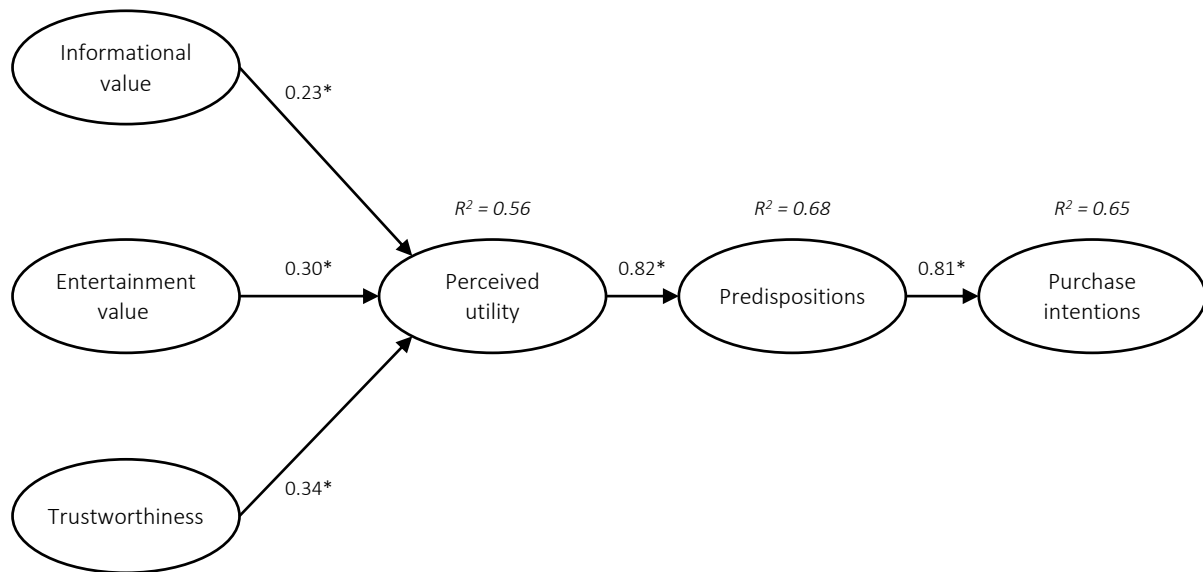 Informational
value
0.23*
R² = 0.56
R² = 0.68
R² = 0.65
Entertainment
value
0.30*
Perceived
utility
0.82*
Predispositions
0.81*
Purchase
intentions
Trustworthiness
0.34*